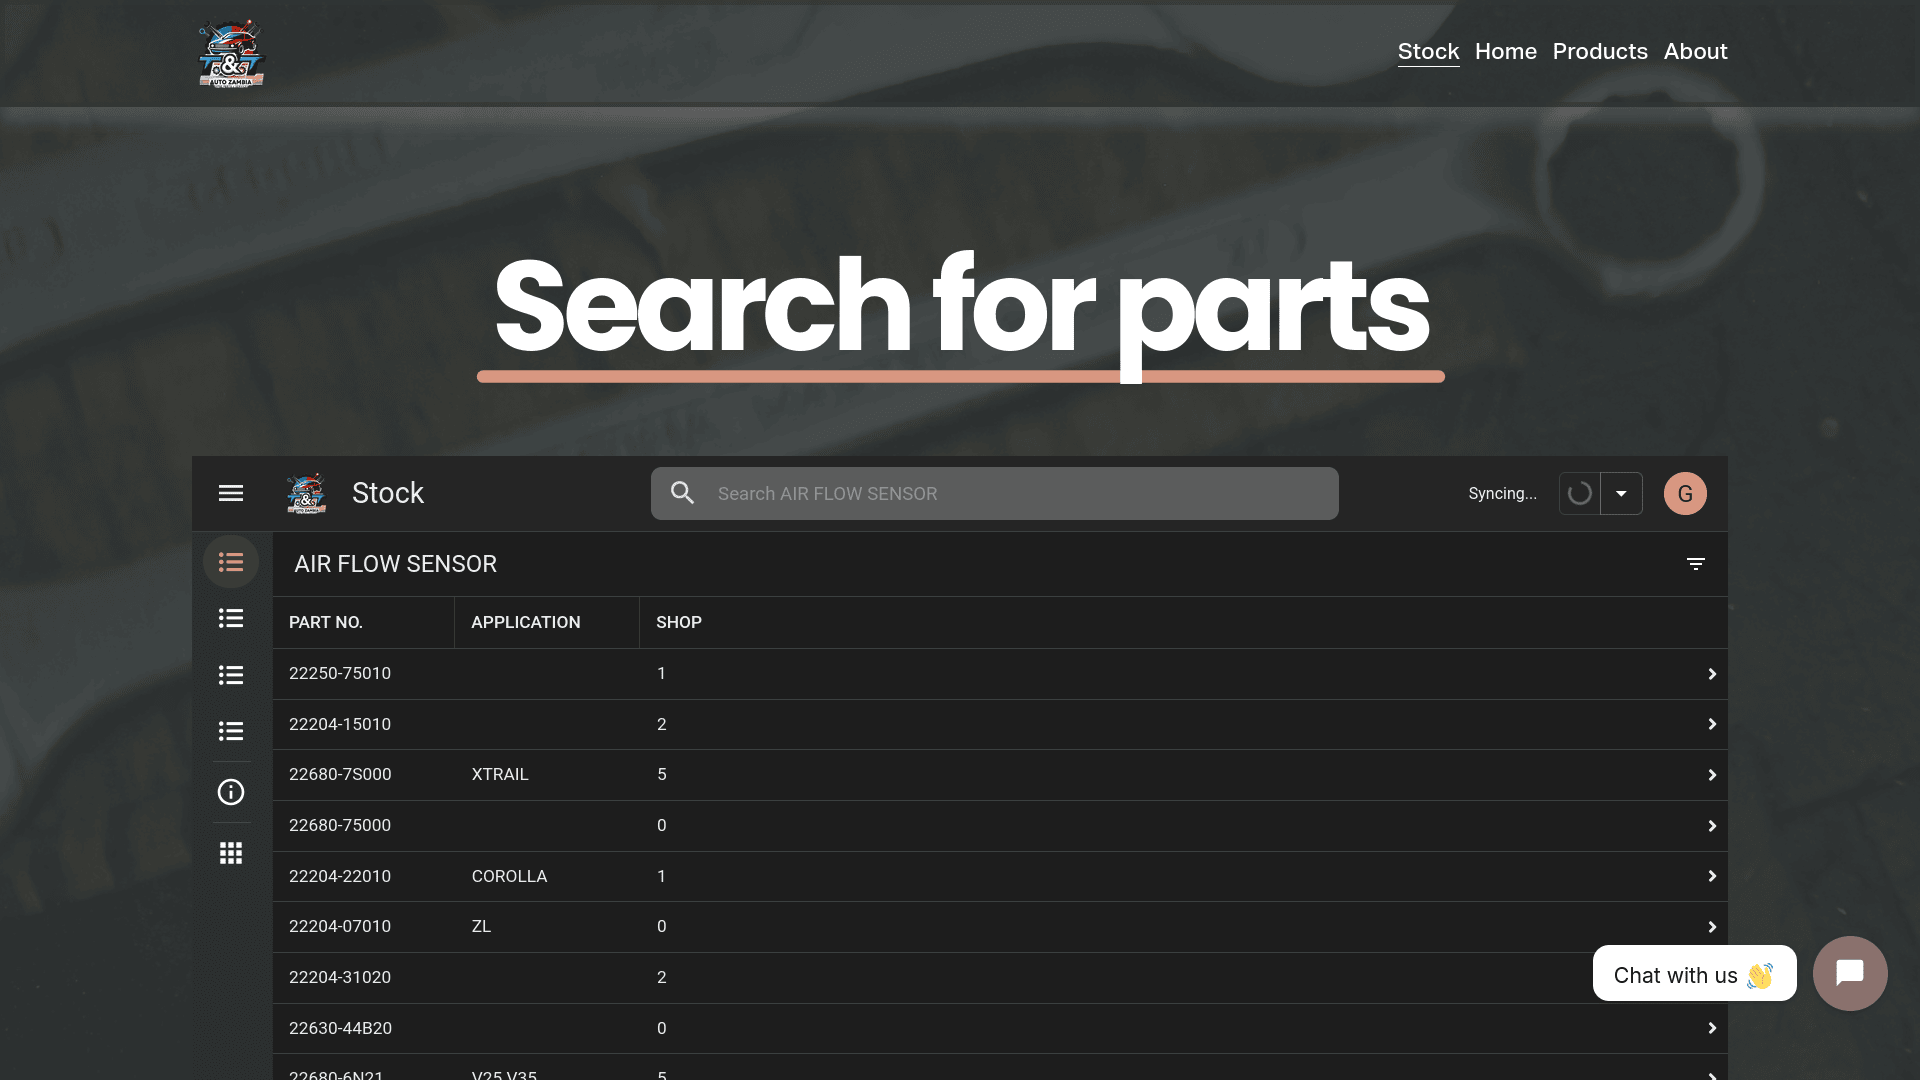 T&T
AUTO ZAMBIA
Stock Home Products About
Search for parts
Stock
Search AIR FLOW SENSOR
Syncing...
G
AIR FLOW SENSOR
PART NO. APPLICATION SHOP
22250-75010 1
22204-15010 2
22680-7S000 XTRAIL 5
22680-75000 0
22204-22010 COROLLA 1
22204-07010 ZL 0
22204-31020 2
Chat with us 👋
22630-44B20 0
22680-6N21 V25 V35 5